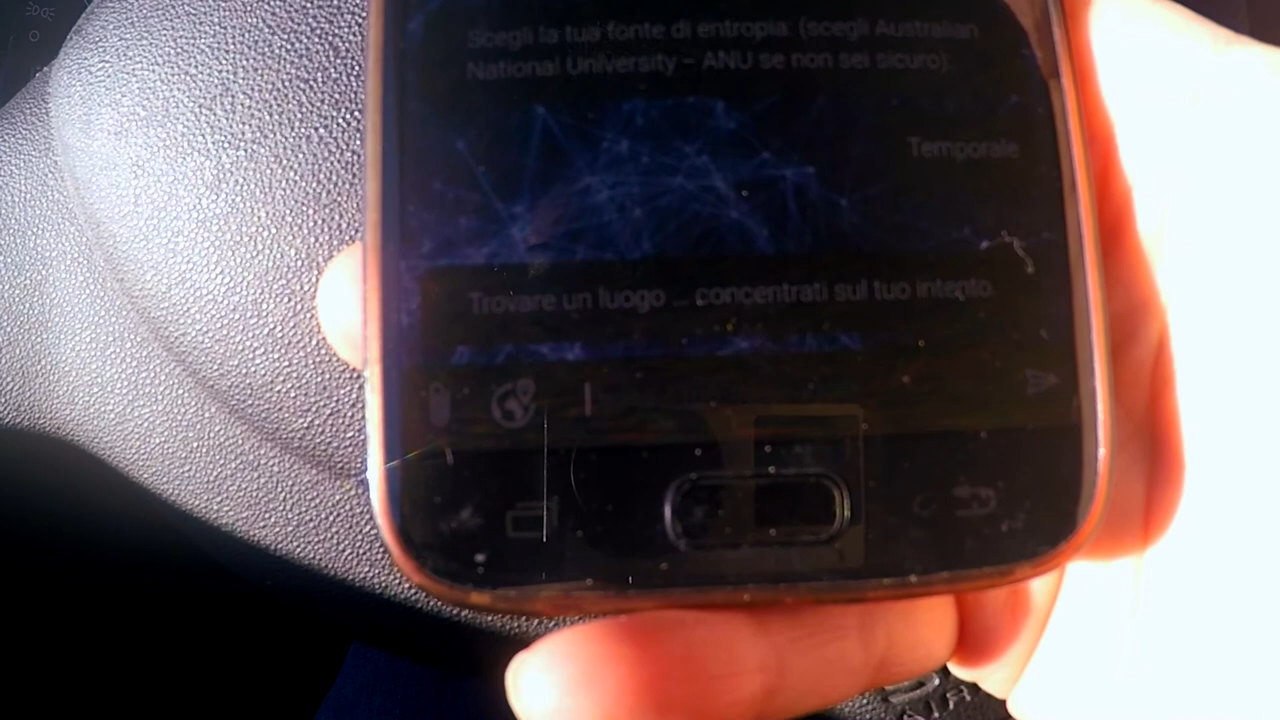 Scegli la tua fonte di entropia: (scegli Australian
National University – ANU se non sei sicuro):
Temporale
Trovare un luogo ... concentrati sul tuo intento.
AIR